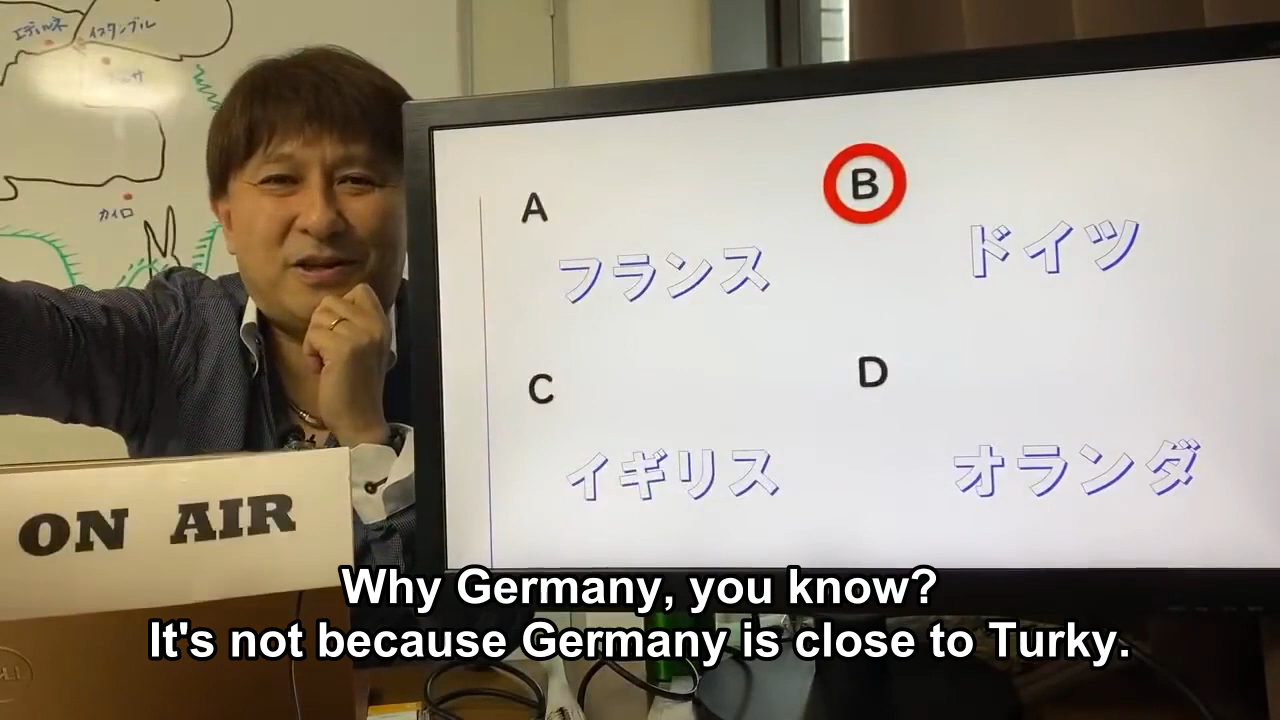 エディルネ
イスタンブル
カイロ
A
B
フランス
ドイツ
C
D
イギリス
オランダ
ON AIR
Why Germany, you know?
It's not because Germany is close to Turky.